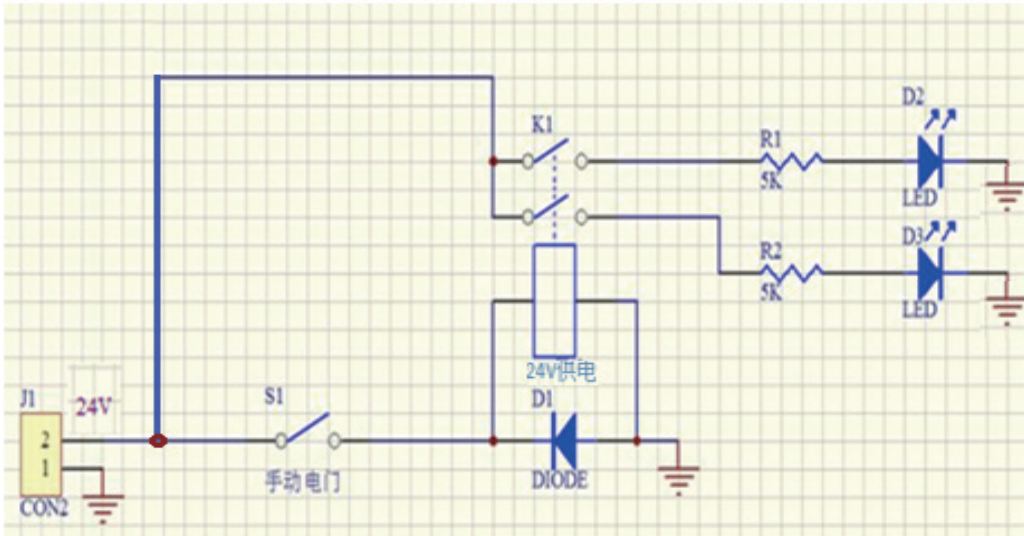 D2
K1
R1
5K
LED
D3
R2
5K
LED
24V供电
J1
24V
S1
D1
2
1
手动电门
DIODE
CON2